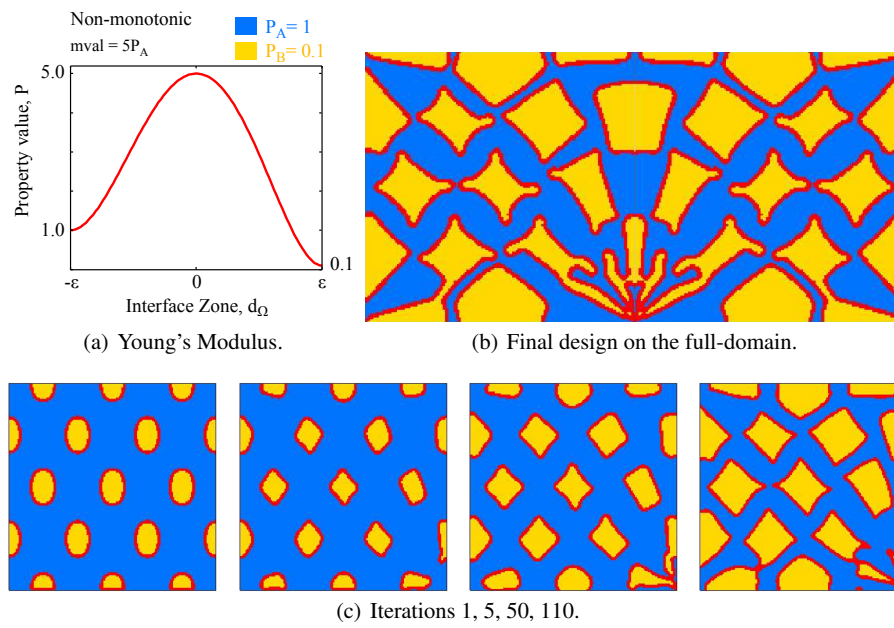 Non-monotonic
mval = 5P_A
P_A = 1
P_B = 0.1
5.0
1.0
0.1
Property value, P
-ε 0 ε
Interface Zone, d_Ω
(a) Young's Modulus.
(b) Final design on the full-domain.
(c) Iterations 1, 5, 50, 110.